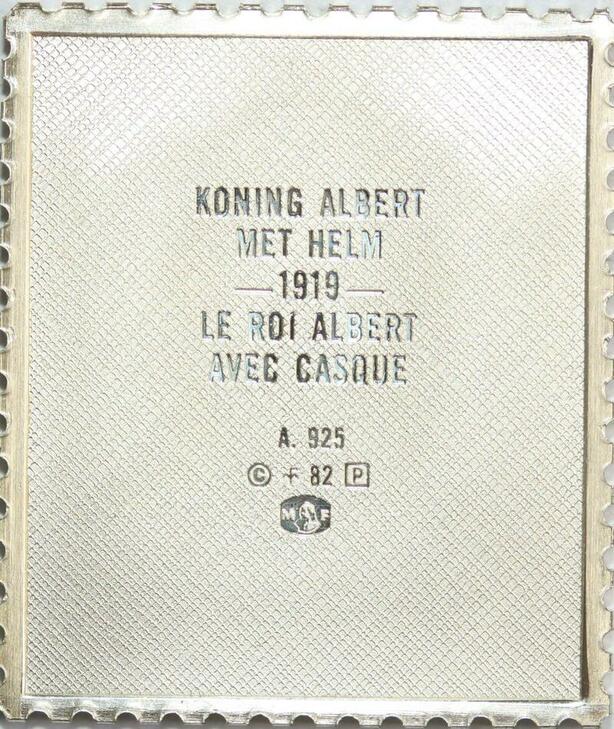 KONING ALBERT
MET HELM
—1919—
LE ROI ALBERT
AVEC CASQUE
A. 925
© F 82 P
M F